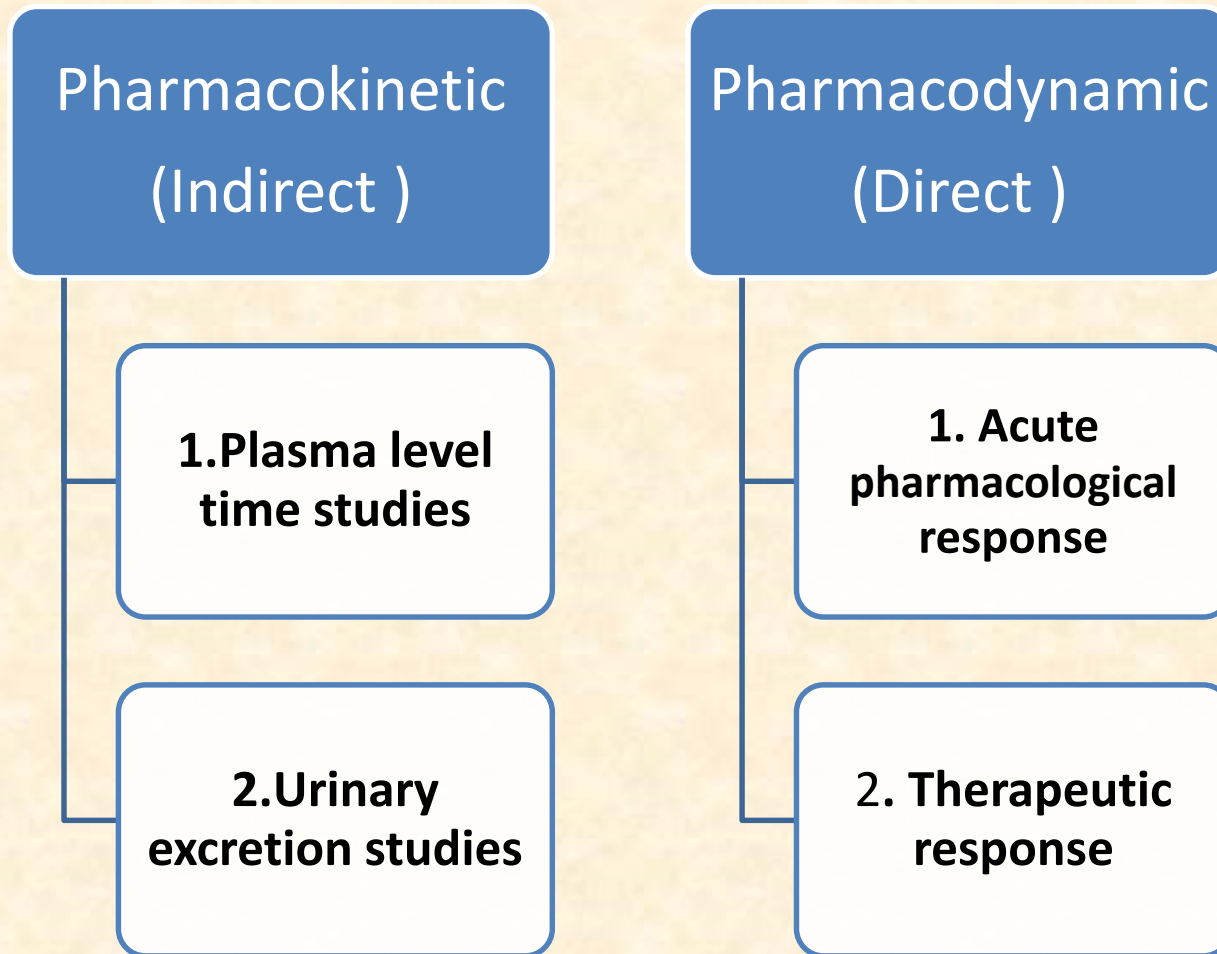 Pharmacokinetic
(Indirect )
1.Plasma level
time studies
2.Urinary
excretion studies
Pharmacodynamic
(Direct )
1. Acute
pharmacological
response
2. Therapeutic
response